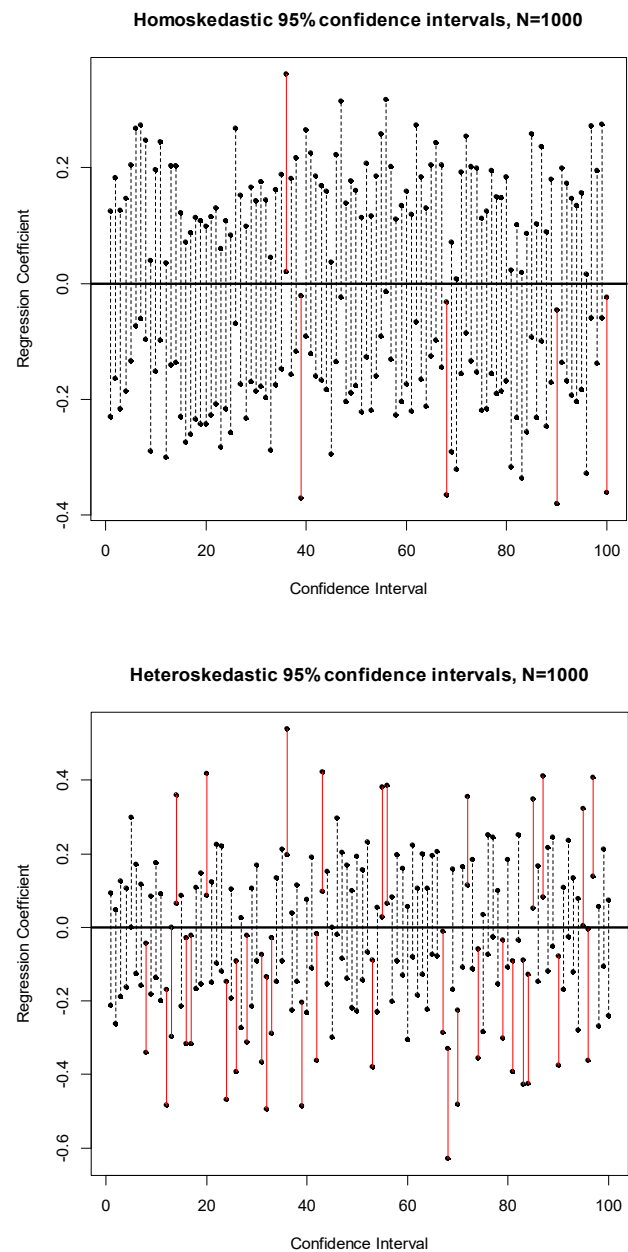 Homoskedastic 95% confidence intervals, N=1000
0.2
0.0
-0.2
-0.4
Regression Coefficient
0 20 40 60 80 100
Confidence Interval
Heteroskedastic 95% confidence intervals, N=1000
0.4
0.2
0.0
-0.2
-0.4
-0.6
Regression Coefficient
0 20 40 60 80 100
Confidence Interval